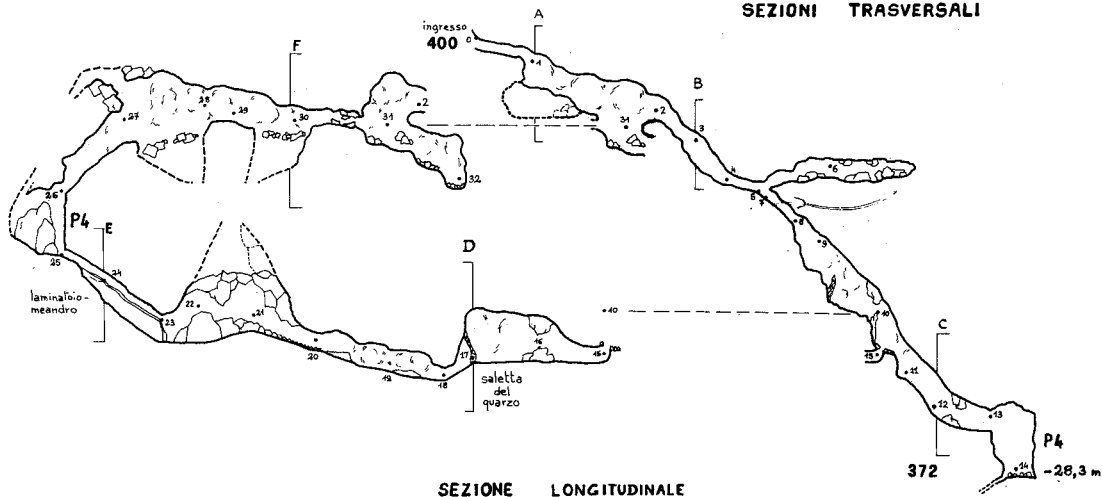 SEZIONI TRASVERSALI
ingresso
400
0
A
1
F
B
2
31
3
28
29
30
27
2
31
4
5
7
6
32
26
8
P4
E
25
24
9
D
laminatoio-
meandro
22
21
23
10
10
C
20
16
15
17
15
11
19
18
saletta
del
quarzo
12
13
P4
14
372
-28,3 m
SEZIONE LONGITUDINALE